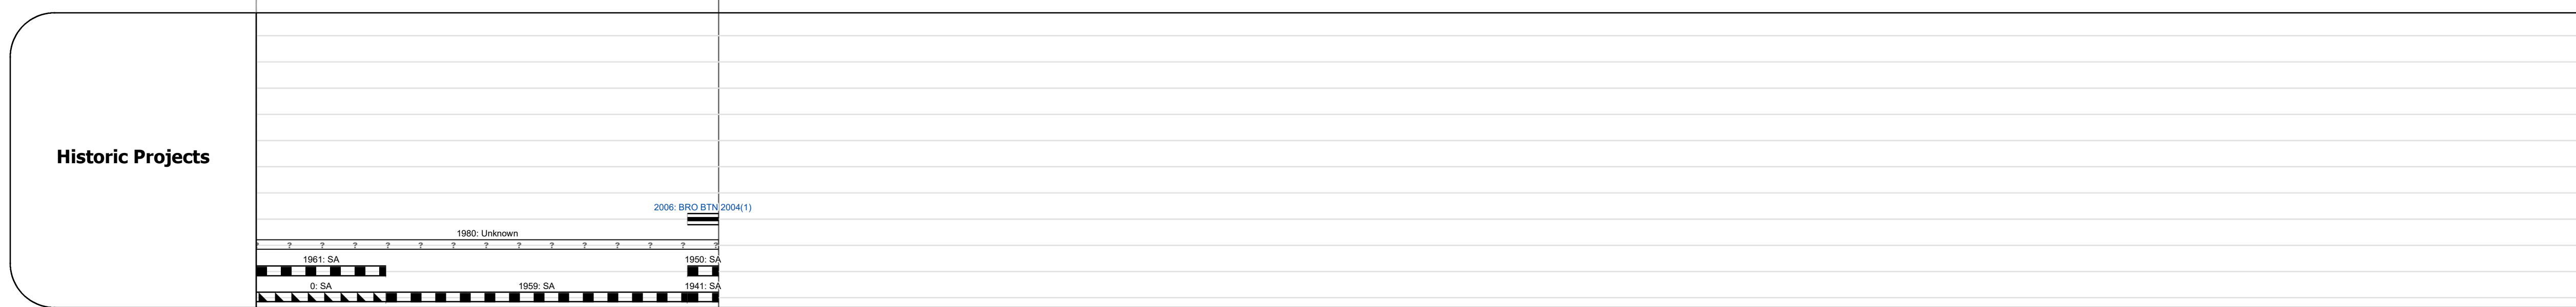 Historic Projects
2006: BRO BTN 2004(1)
1980: Unknown
? ? ? ? ? ? ? ? ? ? ? ? ? ? ?
1961: SA 1950: SA
0: SA 1959: SA 1941: SA